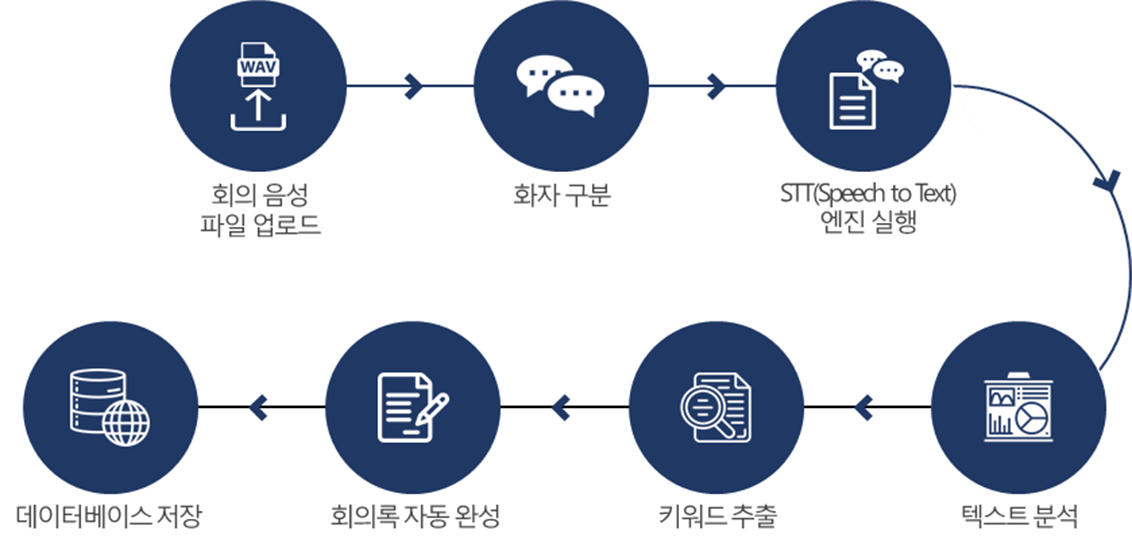 WAV
회의 음성
파일 업로드
화자 구분
STT(Speech to Text)
엔진 실행
텍스트 분석
키워드 추출
회의록 자동 완성
데이터베이스 저장